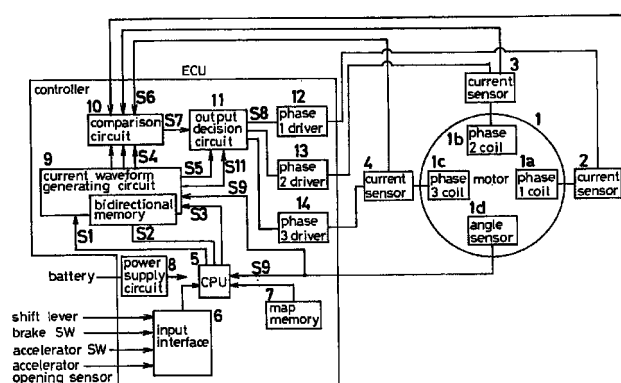 ECU
controller
10
S6
comparison
circuit
S7
11
output
decision
circuit
S8
12
phase
1 driver
3
current
sensor
1
1b
phase
2 coil
9
S4
current waveform
generating circuit
S5
S11
S9
13
phase
2 driver
4
current
sensor
1c
phase
3 coil
motor
1a
phase
1 coil
2
current
sensor
bidirectional
memory
S3
14
phase
3 driver
1d
angle
sensor
S1
S2
5
CPU
S9
battery
power
supply
circuit
8
7
map
memory
shift lever
brake SW
accelerator SW
accelerator
opening sensor
6
input
interface